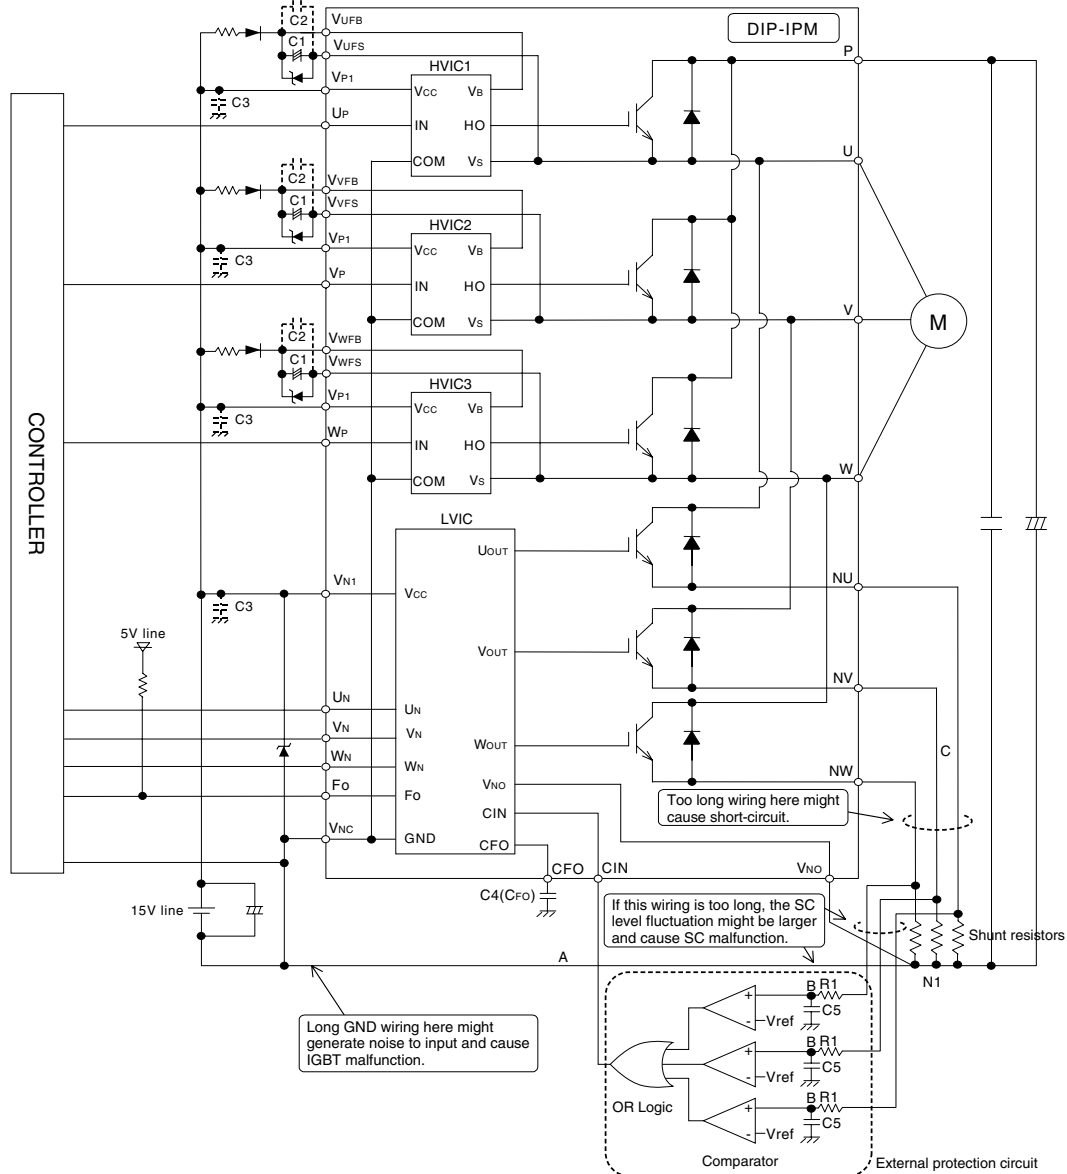 DIP-IPM
C2
VUFB
C1
VUFS
P
HVIC1
VP1
VCC
VB
C3
UP
IN
HO
COM
VS
U
C2
VVFB
C1
VVFS
HVIC2
VP1
VCC
VB
C3
VP
IN
HO
COM
VS
V
M
C2
VWFB
C1
VWFS
HVIC3
VP1
VCC
VB
C3
WP
IN
HO
COM
VS
W
CONTROLLER
LVIC
UOUT
VN1
VCC
NU
C3
5V line
VOUT
NV
UN
UN
VN
VN
WOUT
C
WN
WN
NW
VNO
FO
FO
Too long wiring here might
cause short-circuit.
CIN
VNC
GND
CFO
CFO
CIN
VNO
C4(CFO)
15V line
If this wiring is too long, the SC
level fluctuation might be larger
and cause SC malfunction.
Shunt resistors
A
N1
Long GND wiring here might
generate noise to input and cause
IGBT malfunction.
+
B
R1
-
Vref
C5
+
B
R1
-
Vref
C5
+
B
R1
-
Vref
C5
OR Logic
Comparator
External protection circuit